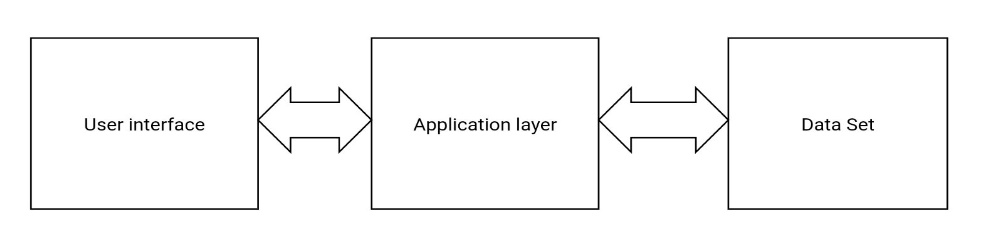 User interface
Application layer
Data Set